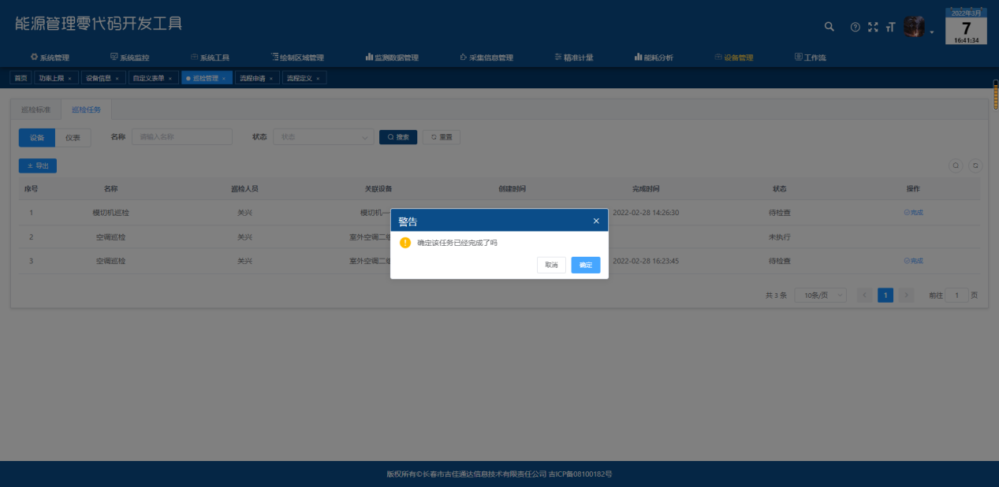 能源管理零代码开发工具
2022年3月
7
16:41:34
系统管理 系统监控 系统工具 绘制区域管理 监测数据管理 采集信息管理 精准计量 能耗分析 设备管理 工作流
首页 功率上限 × 设备信息 × 自定义表单 × 巡检管理 × 流程申请 × 流程定义 ×
巡检标准 巡检任务
设备 仪表 名称 请输入名称 状态 状态 搜索 重置
导出
序号 名称 巡检人员 关联设备 创建时间 完成时间 状态 操作
1 模切机巡检 关兴 模切机一 2022-02-28 14:26:30 待检查 完成
2 空调巡检 关兴 室外空调二 未执行
3 空调巡检 关兴 室外空调二 2022-02-28 16:23:45 待检查 完成
警告 ×
确定该任务已经完成了吗
取消 确定
共 3 条 10条/页 < 1 > 前往 1 页
版权所有©长春市吉佳通达信息技术有限责任公司 吉ICP备08100182号